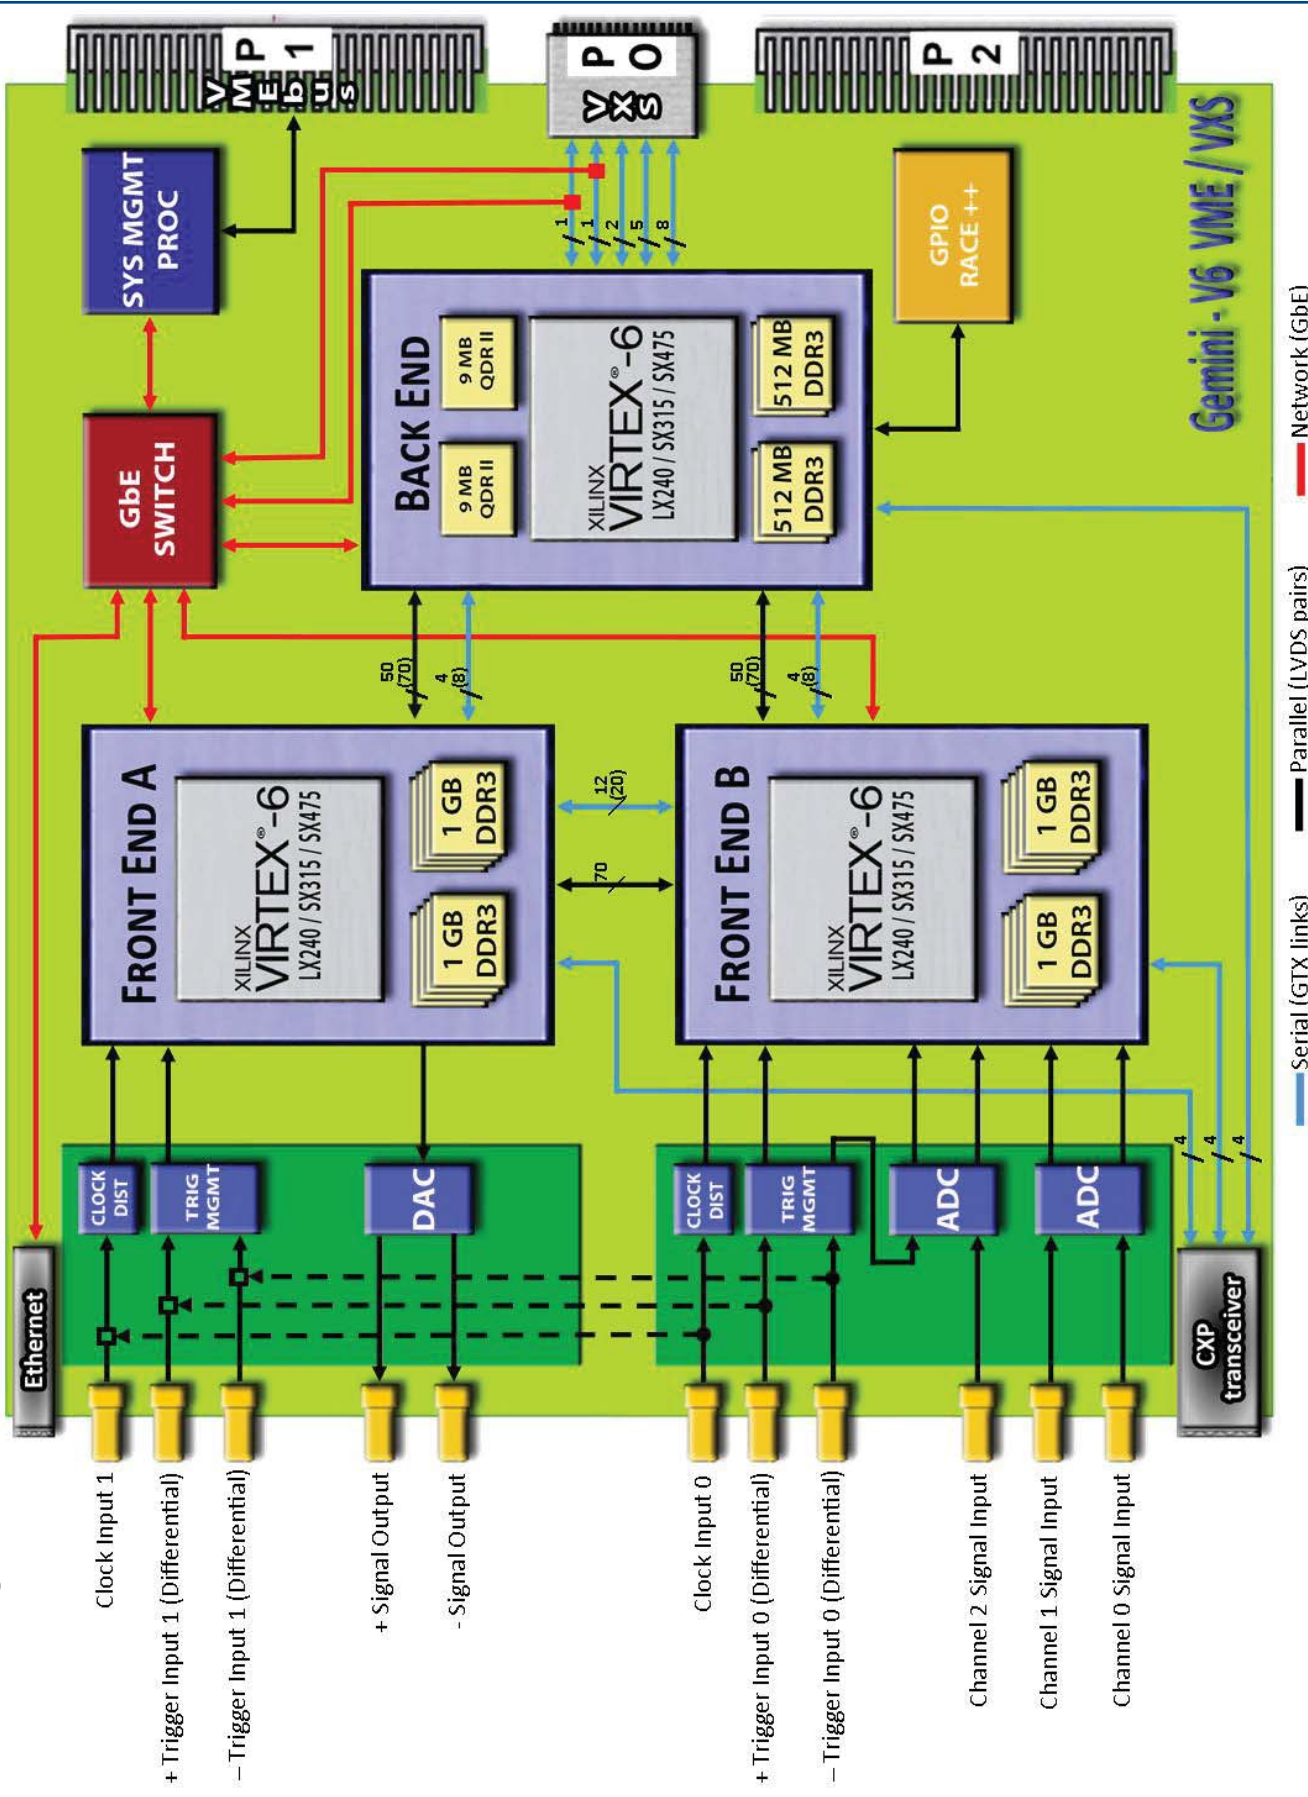 Ethernet
Clock Input 1
+ Trigger Input 1 (Differential)
– Trigger Input 1 (Differential)
+ Signal Output
- Signal Output
Clock Input 0
+ Trigger Input 0 (Differential)
– Trigger Input 0 (Differential)
Channel 2 Signal Input
Channel 1 Signal Input
Channel 0 Signal Input
CXP
transceiver
CLOCK
DIST
TRIG
MGMT
DAC
CLOCK
DIST
TRIG
MGMT
ADC
ADC
4
4
4
FRONT END A
XILINX
VIRTEX®-6
LX240 / SX315 / SX475
1 GB
DDR3
1 GB
DDR3
70
12
(20)
FRONT END B
XILINX
VIRTEX®-6
LX240 / SX315 / SX475
1 GB
DDR3
1 GB
DDR3
50
(70)
4
(8)
50
(70)
4
(8)
GbE
SWITCH
SYS MGMT
PROC
BACK END
9 MB
QDR II
9 MB
QDR II
XILINX
VIRTEX®-6
LX240 / SX315 / SX475
512 MB
DDR3
512 MB
DDR3
1
1
2
5
8
GPIO
RACE ++
VMEbus
P1
VXS
P0
P2
Gemini - V6 VME / VXS
Serial (GTX links)
Parallel (LVDS pairs)
Network (GbE)